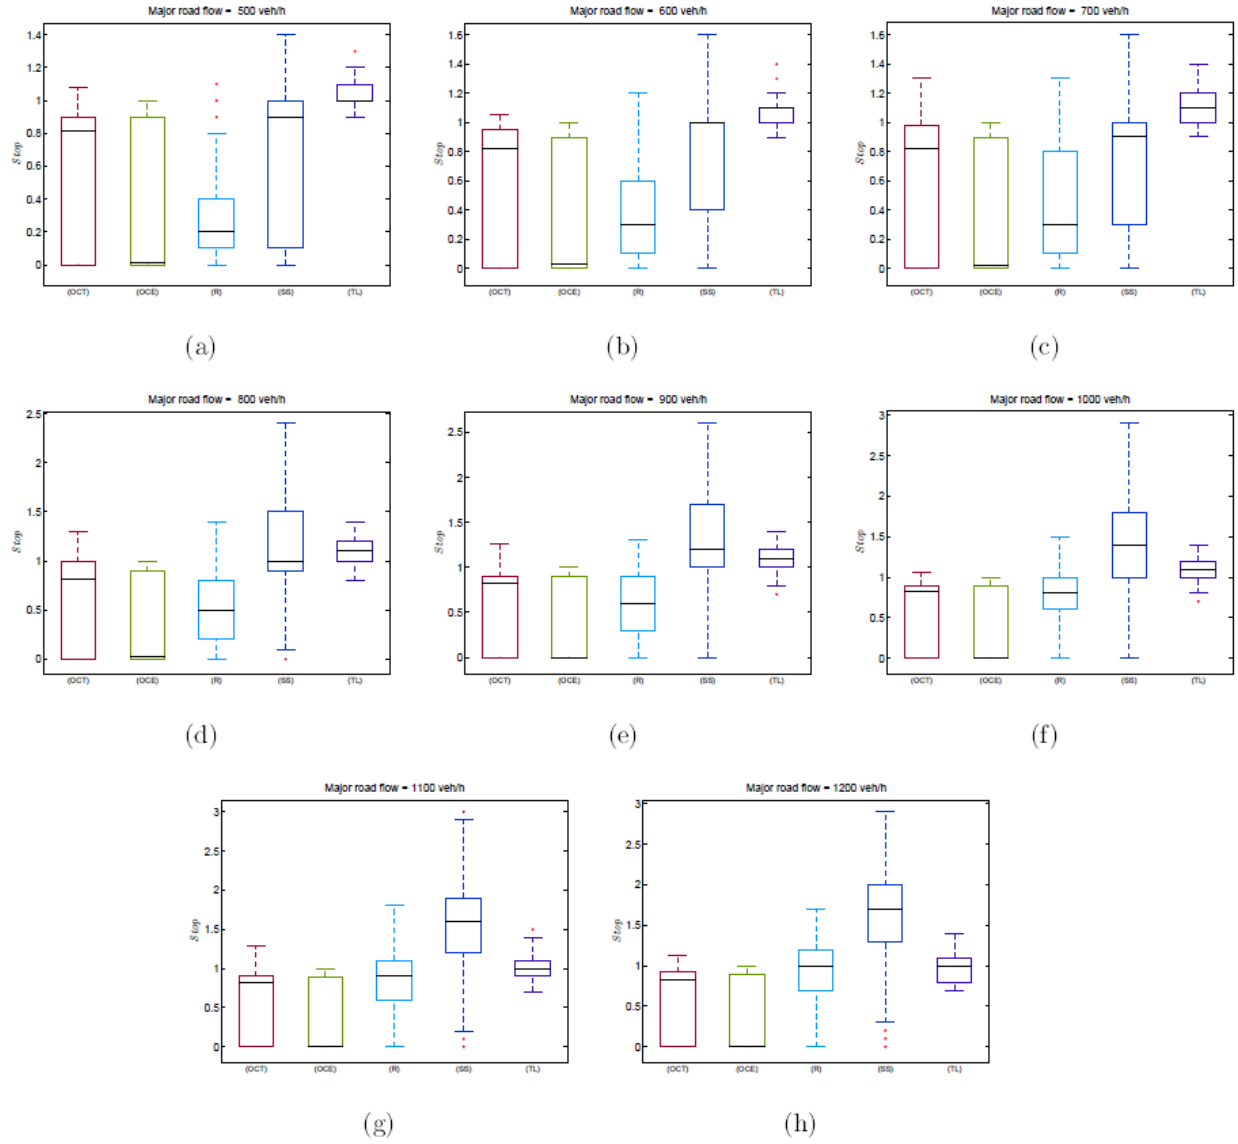 Major road flow = 500 veh/h
1.4
1.2
1
0.8
0.6
0.4
0.2
0
Stop
(OCT) (OCE) (R) (SS) (TL)
(a)
Major road flow = 600 veh/h
1.6
1.4
1.2
1
0.8
0.6
0.4
0.2
0
Stop
(OCT) (OCE) (R) (SS) (TL)
(b)
Major road flow = 700 veh/h
1.6
1.4
1.2
1
0.8
0.6
0.4
0.2
0
Stop
(OCT) (OCE) (R) (SS) (TL)
(c)
Major road flow = 800 veh/h
2.5
2
1.5
1
0.5
0
Stop
(OCT) (OCE) (R) (SS) (TL)
(d)
Major road flow = 900 veh/h
2.5
2
1.5
1
0.5
0
Stop
(OCT) (OCE) (R) (SS) (TL)
(e)
Major road flow = 1000 veh/h
3
2.5
2
1.5
1
0.5
0
Stop
(OCT) (OCE) (R) (SS) (TL)
(f)
Major road flow = 1100 veh/h
3
2.5
2
1.5
1
0.5
0
Stop
(OCT) (OCE) (R) (SS) (TL)
(g)
Major road flow = 1200 veh/h
3
2.5
2
1.5
1
0.5
0
Stop
(OCT) (OCE) (R) (SS) (TL)
(h)